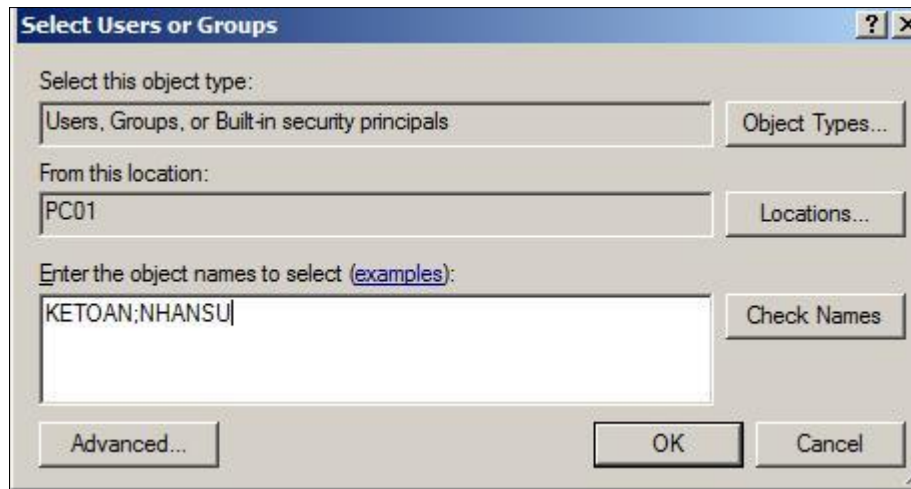 Select Users or Groups
Select this object type:
Users, Groups, or Built-in security principals
Object Types...
From this location:
PC01
Locations...
Enter the object names to select (examples):
KETOAN;NHANSU
Check Names
Advanced...
OK
Cancel